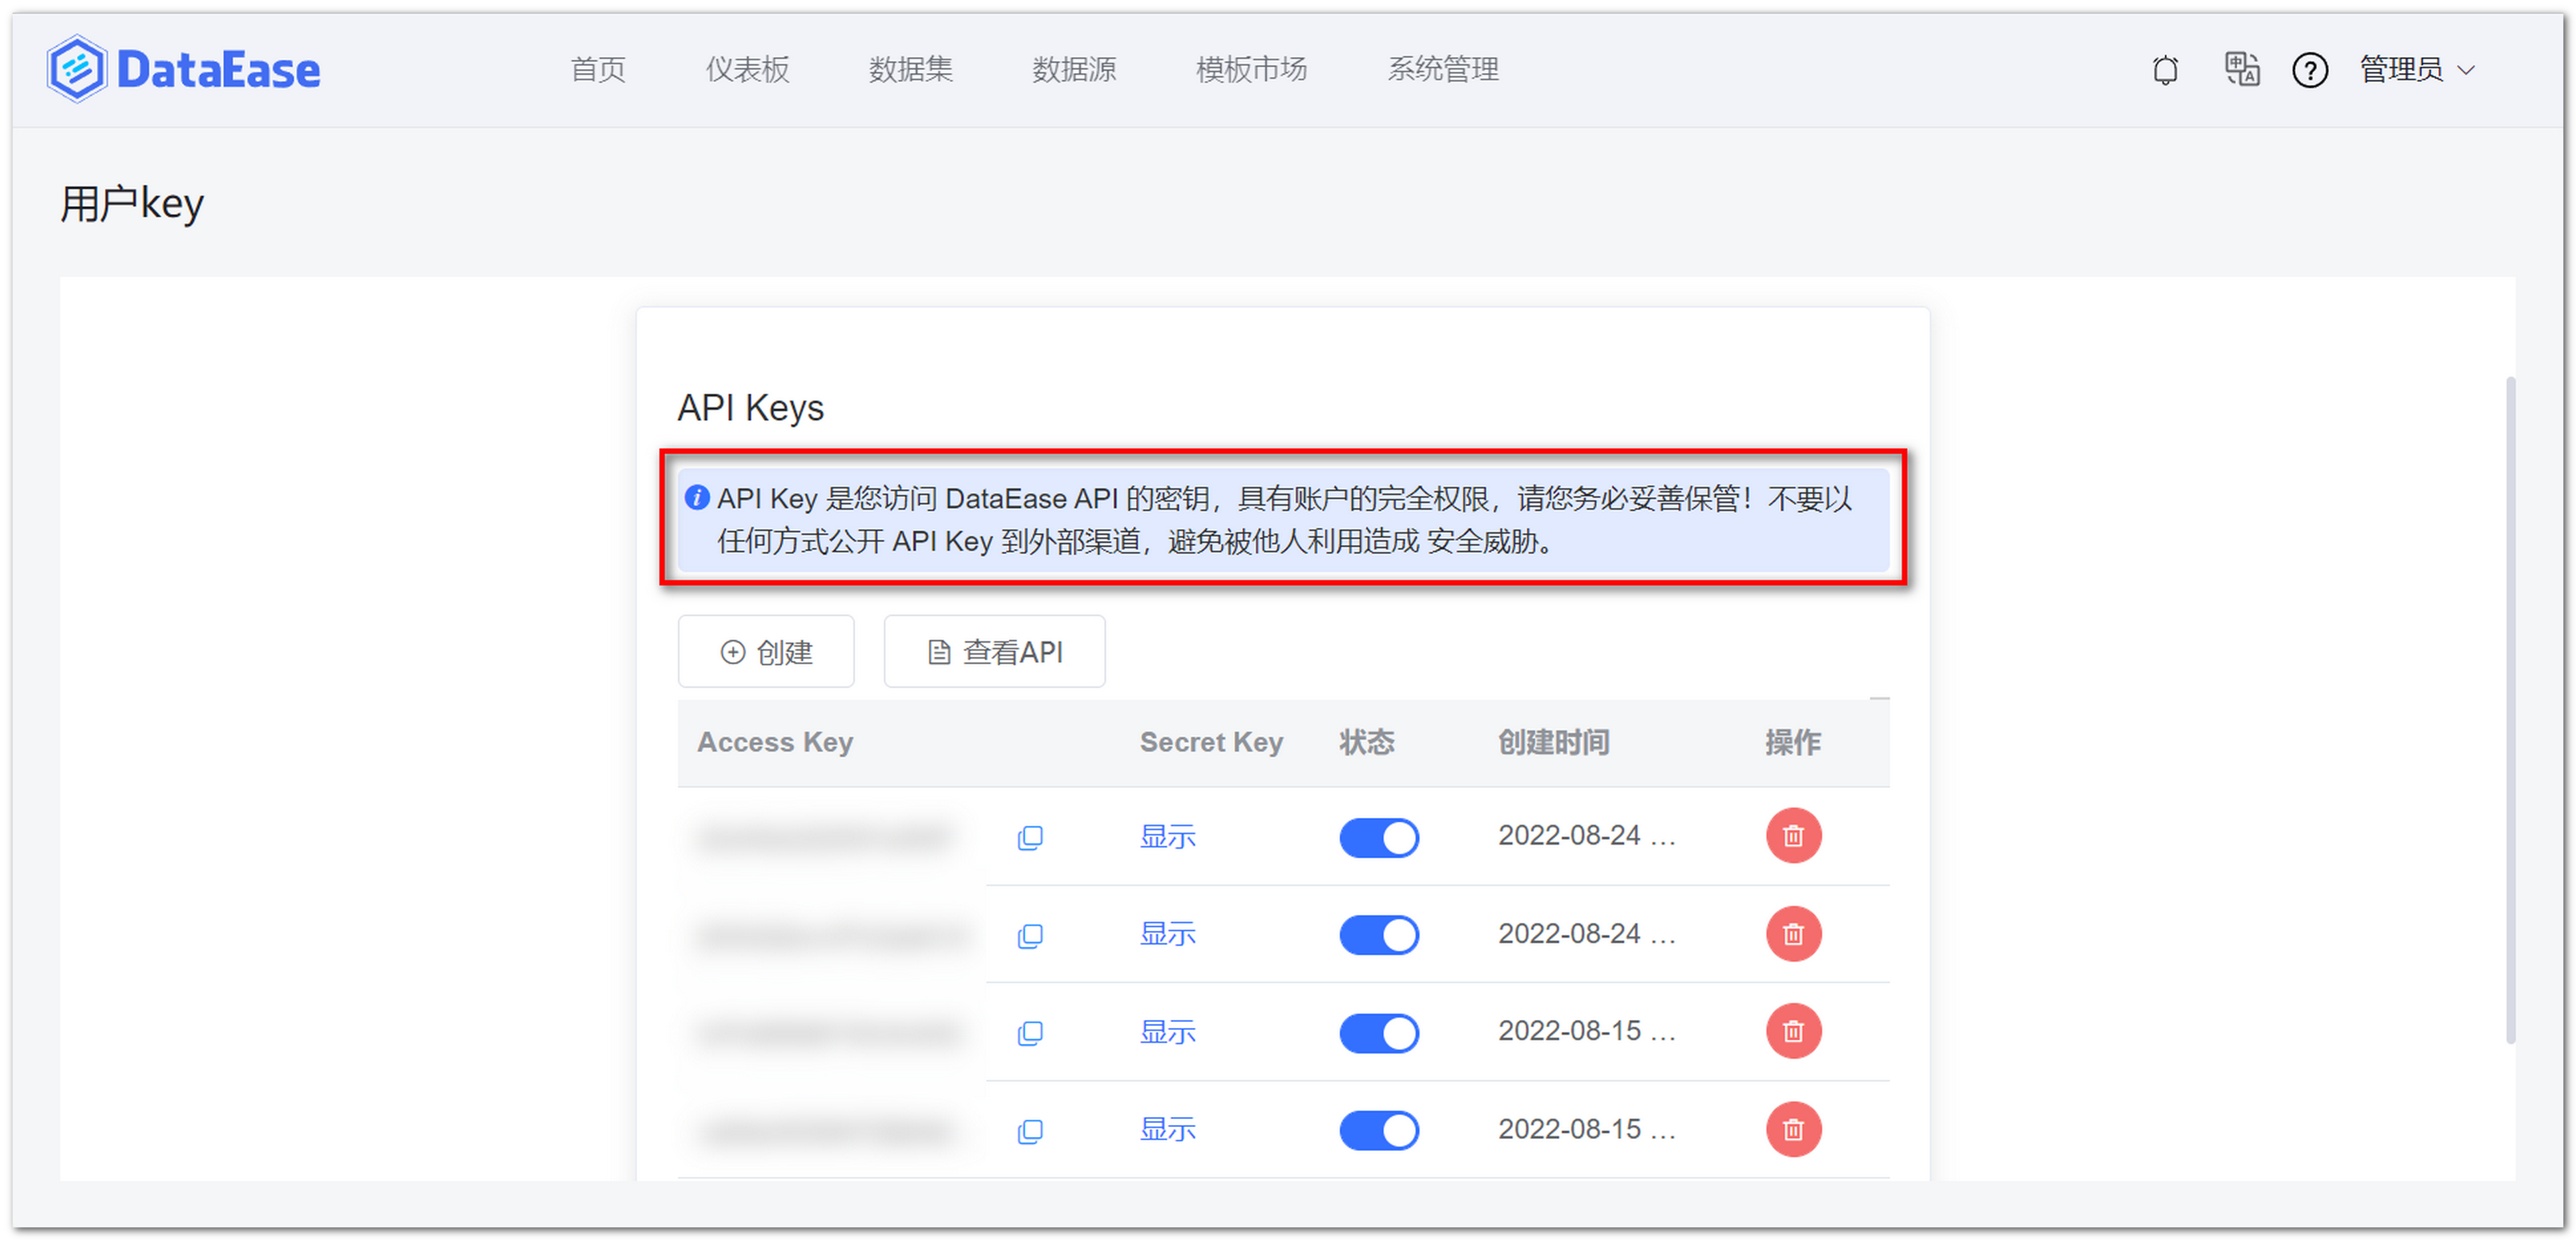 DataEase 首页 仪表板 数据集 数据源 模板市场 系统管理 管理员
用户key
API Keys
API Key 是您访问 DataEase API 的密钥，具有账户的完全权限，请您务必妥善保管！不要以
任何方式公开 API Key 到外部渠道，避免被他人利用造成 安全威胁。
创建 查看API
Access Key Secret Key 状态 创建时间 操作
显示 2022-08-24 ...
显示 2022-08-24 ...
显示 2022-08-15 ...
显示 2022-08-15 ...